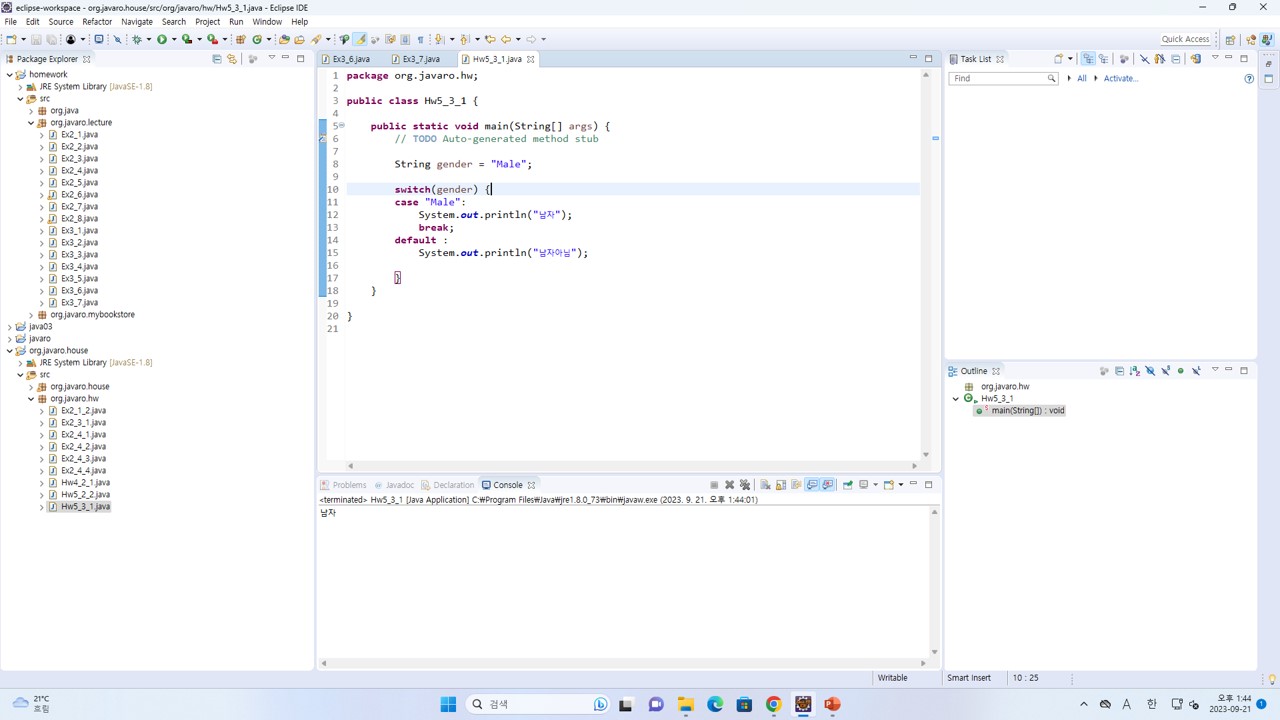 eclipse-workspace - org.javaro.house/src/org/javaro/hw/Hw5_3_1.java - Eclipse IDE
File Edit Source Refactor Navigate Search Project Run Window Help
Quick Access
Package Explorer
homework
JRE System Library [JavaSE-1.8]
src
org.java
org.javaro.lecture
Ex2_1.java
Ex2_2.java
Ex2_3.java
Ex2_4.java
Ex2_5.java
Ex2_6.java
Ex2_7.java
Ex2_8.java
Ex3_1.java
Ex3_2.java
Ex3_3.java
Ex3_4.java
Ex3_5.java
Ex3_6.java
Ex3_7.java
org.javaro.mybookstore
java03
javaro
org.javaro.house
JRE System Library [JavaSE-1.8]
src
org.javaro.house
org.javaro.hw
Ex2_1_2.java
Ex2_3_1.java
Ex2_4_1.java
Ex2_4_2.java
Ex2_4_3.java
Ex2_4_4.java
Hw4_2_1.java
Hw5_2_2.java
Hw5_3_1.java
Ex3_6.java Ex3_7.java Hw5_3_1.java
1 package org.javaro.hw;
2
3 public class Hw5_3_1 {
4
5 public static void main(String[] args) {
6 // TODO Auto-generated method stub
7
8 String gender = "Male";
9
10 switch(gender) {
11 case "Male":
12 System.out.println("남자");
13 break;
14 default :
15 System.out.println("남자아님");
16
17 }
18 }
19
20 }
21
Problems Javadoc Declaration Console
<terminated> Hw5_3_1 [Java Application] C:₩Program Files₩Java₩jre1.8.0_73₩bin₩javaw.exe (2023. 9. 21. 오후 1:44:01)
남자
Task List
Find All Activate...
Outline
org.javaro.hw
Hw5_3_1
main(String[]) : void
Writable Smart Insert 10 : 25
21°C
흐림
검색
A 한
오후 1:44
2023-09-21